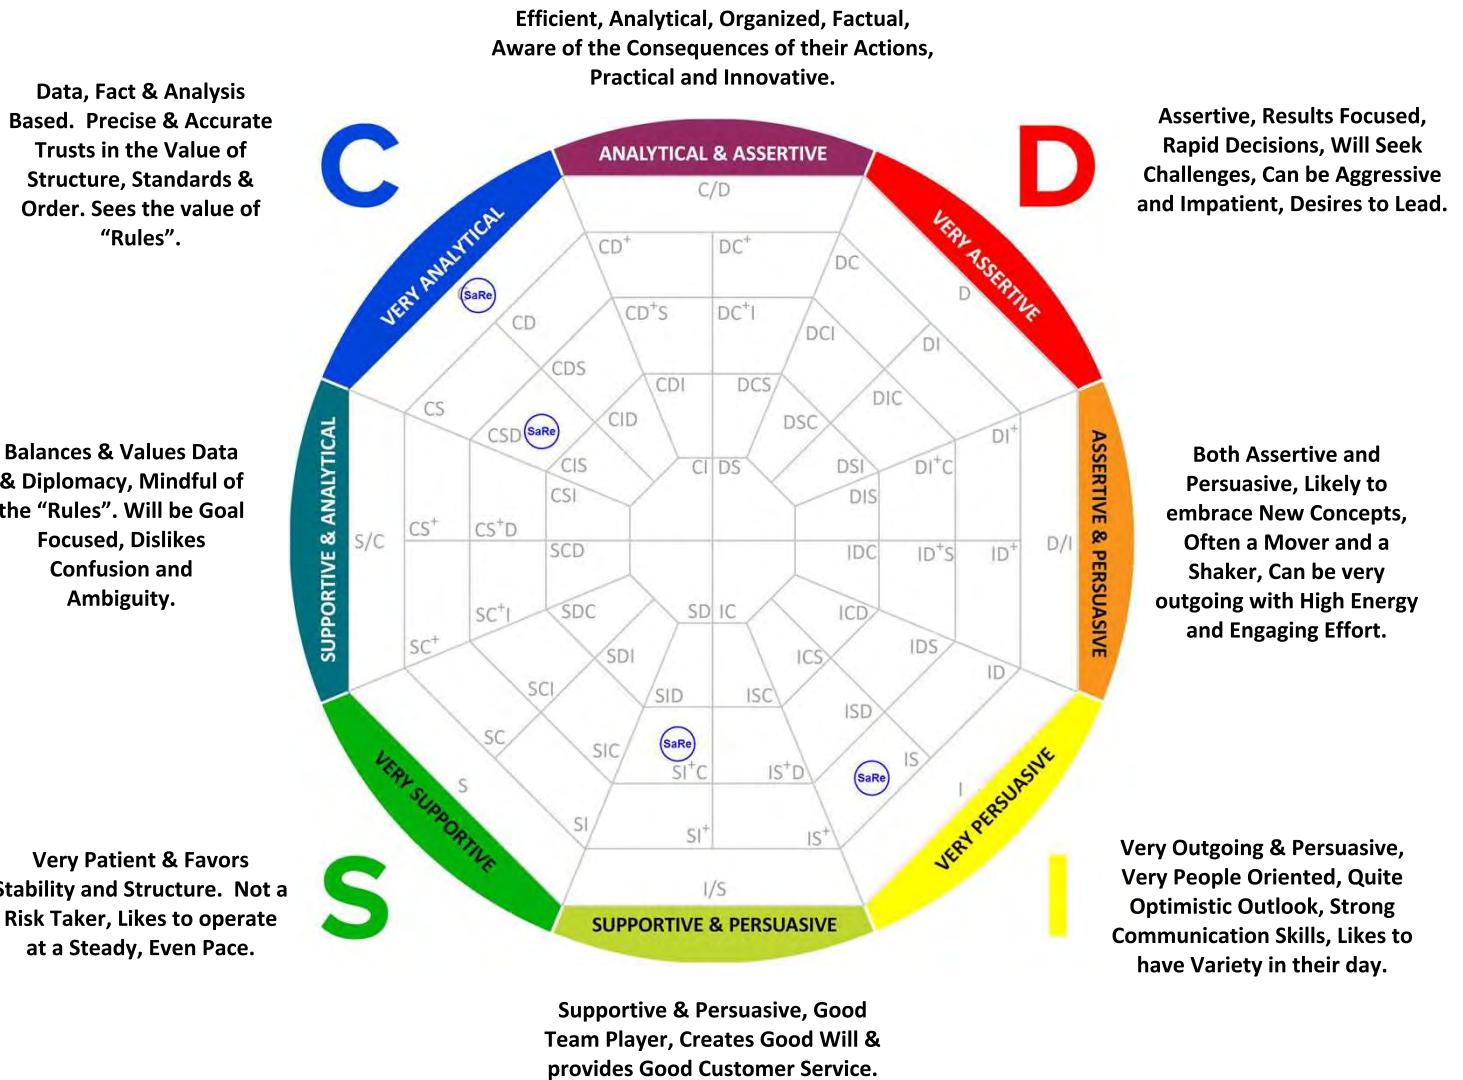 Efficient, Analytical, Organized, Factual,
Aware of the Consequences of their Actions,
Practical and Innovative.
Data, Fact & Analysis
Based.  Precise & Accurate
Trusts in the Value of
Structure, Standards &
Order. Sees the value of
“Rules”.
C
D
Assertive, Results Focused,
Rapid Decisions, Will Seek
Challenges, Can be Aggressive
and Impatient, Desires to Lead.
ANALYTICAL & ASSERTIVE
VERY ANALYTICAL
VERY ASSERTIVE
C/D
CD+
DC+
DC
D
SaRe
CD
CD+S
DC+I
DCI
DI
CDS
CDI
DCS
DIC
CS
CID
DSC
CSD
SaRe
DI+
CIS
CI
DS
DSI
DI+C
CSI
DIS
Balances & Values Data
& Diplomacy, Mindful of
the “Rules”. Will be Goal
Focused, Dislikes
Confusion and
Ambiguity.
SUPPORTIVE & ANALYTICAL
ASSERTIVE & PERSUASIVE
Both Assertive and
Persuasive, Likely to
embrace New Concepts,
Often a Mover and a
Shaker, Can be very
outgoing with High Energy
and Engaging Effort.
S/C
CS+
CS+D
SCD
IDC
ID+S
ID+
D/I
SC+I
SDC
SD
IC
ICD
SC+
SDI
ICS
IDS
ID
SCI
SID
ISC
ISD
SC
SIC
SaRe
SI+C
IS+D
SaRe
IS
S
I
SI
SI+
IS+
I/S
VERY SUPPORTIVE
VERY PERSUASIVE
SUPPORTIVE & PERSUASIVE
S
I
Very Patient & Favors
Stability and Structure.  Not a
Risk Taker, Likes to operate
at a Steady, Even Pace.
Very Outgoing & Persuasive,
Very People Oriented, Quite
Optimistic Outlook, Strong
Communication Skills, Likes to
have Variety in their day.
Supportive & Persuasive, Good
Team Player, Creates Good Will &
provides Good Customer Service.